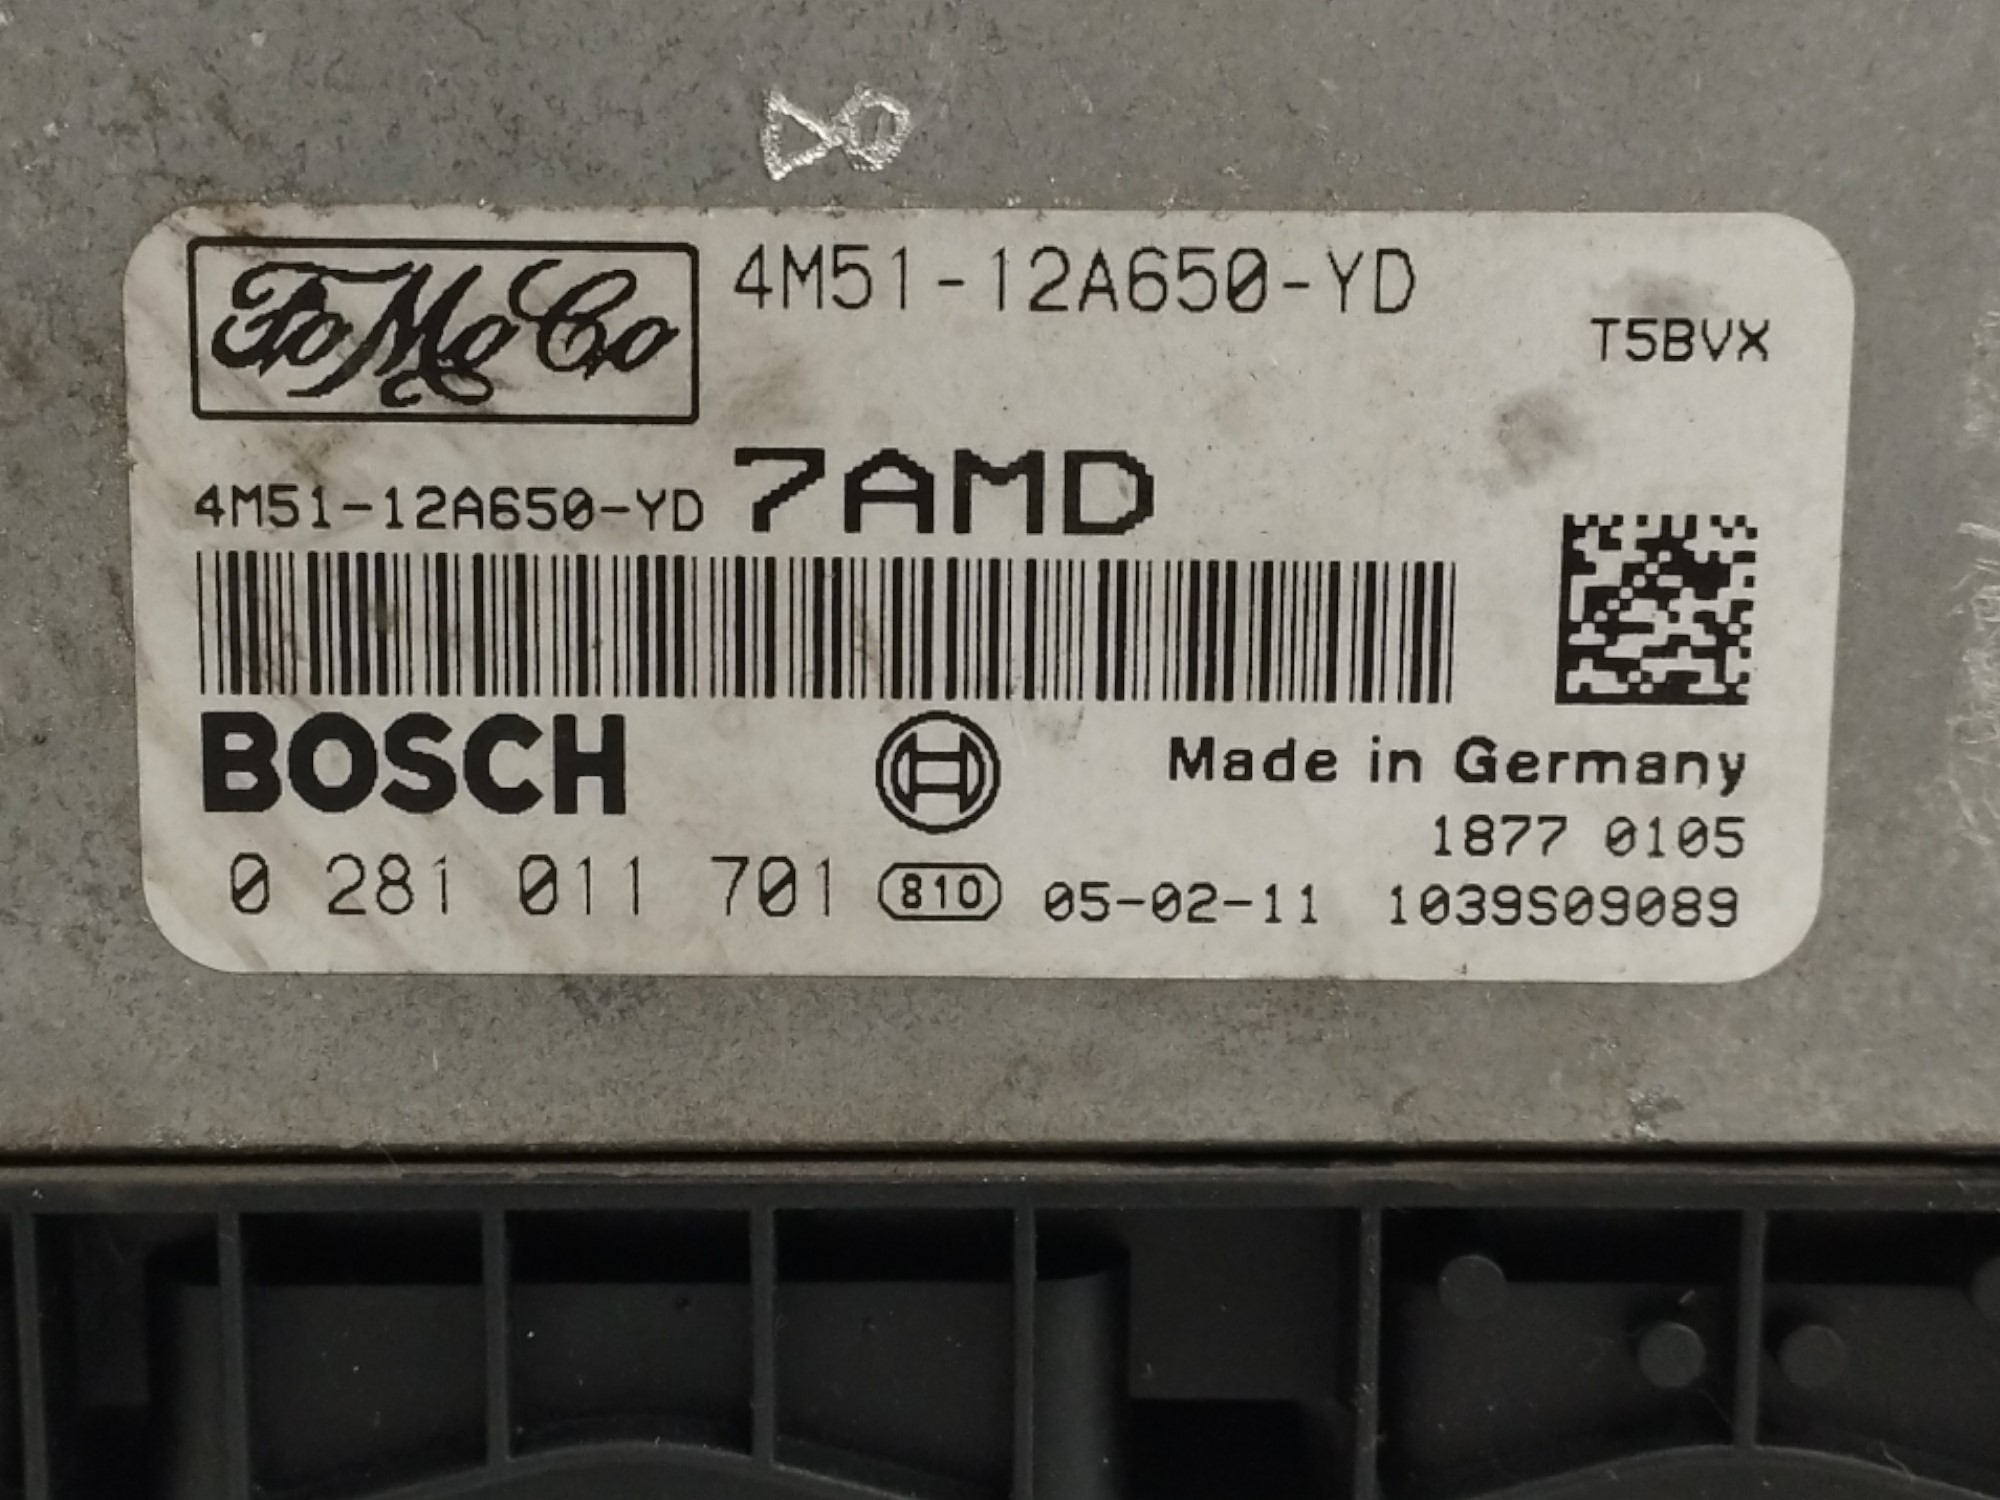 FoMoCo
4M51-12A650-YD
T5BVX
4M51-12A650-YD 7AMD
BOSCH
Made in Germany
1877 0105
0 281 011 701 810 05-02-11 1039S09089